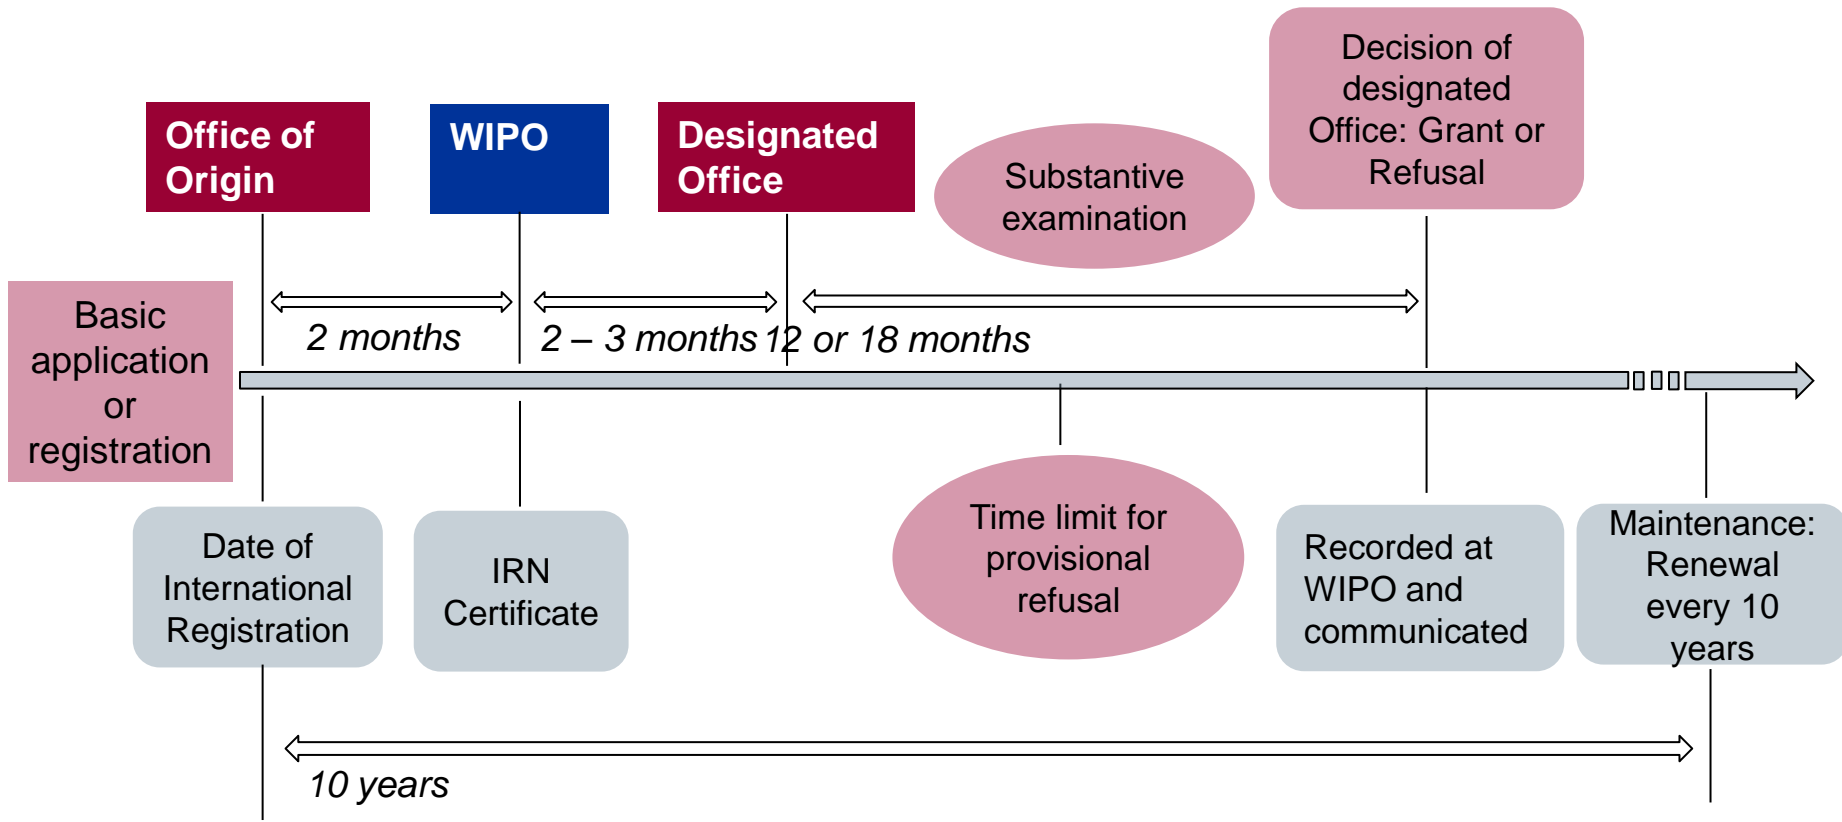 Office of
Origin
WIPO
Designated
Office
Substantive
examination
Decision of
designated
Office: Grant or
Refusal
Basic
application
or
registration
2 months
2 – 3 months
12 or 18 months
Date of
International
Registration
IRN
Certificate
Time limit for
provisional
refusal
Recorded at
WIPO and
communicated
Maintenance:
Renewal
every 10
years
10 years